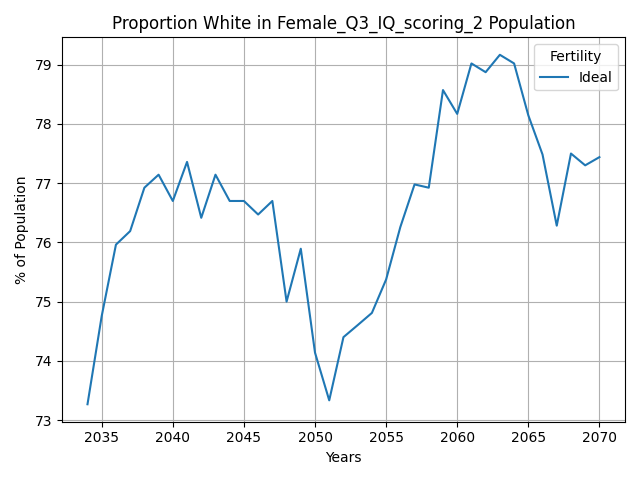 Proportion White in Female_Q3_IQ_scoring_2 Population
Fertility
Ideal
% of Population
79
78
77
76
75
74
73
2035 2040 2045 2050 2055 2060 2065 2070
Years